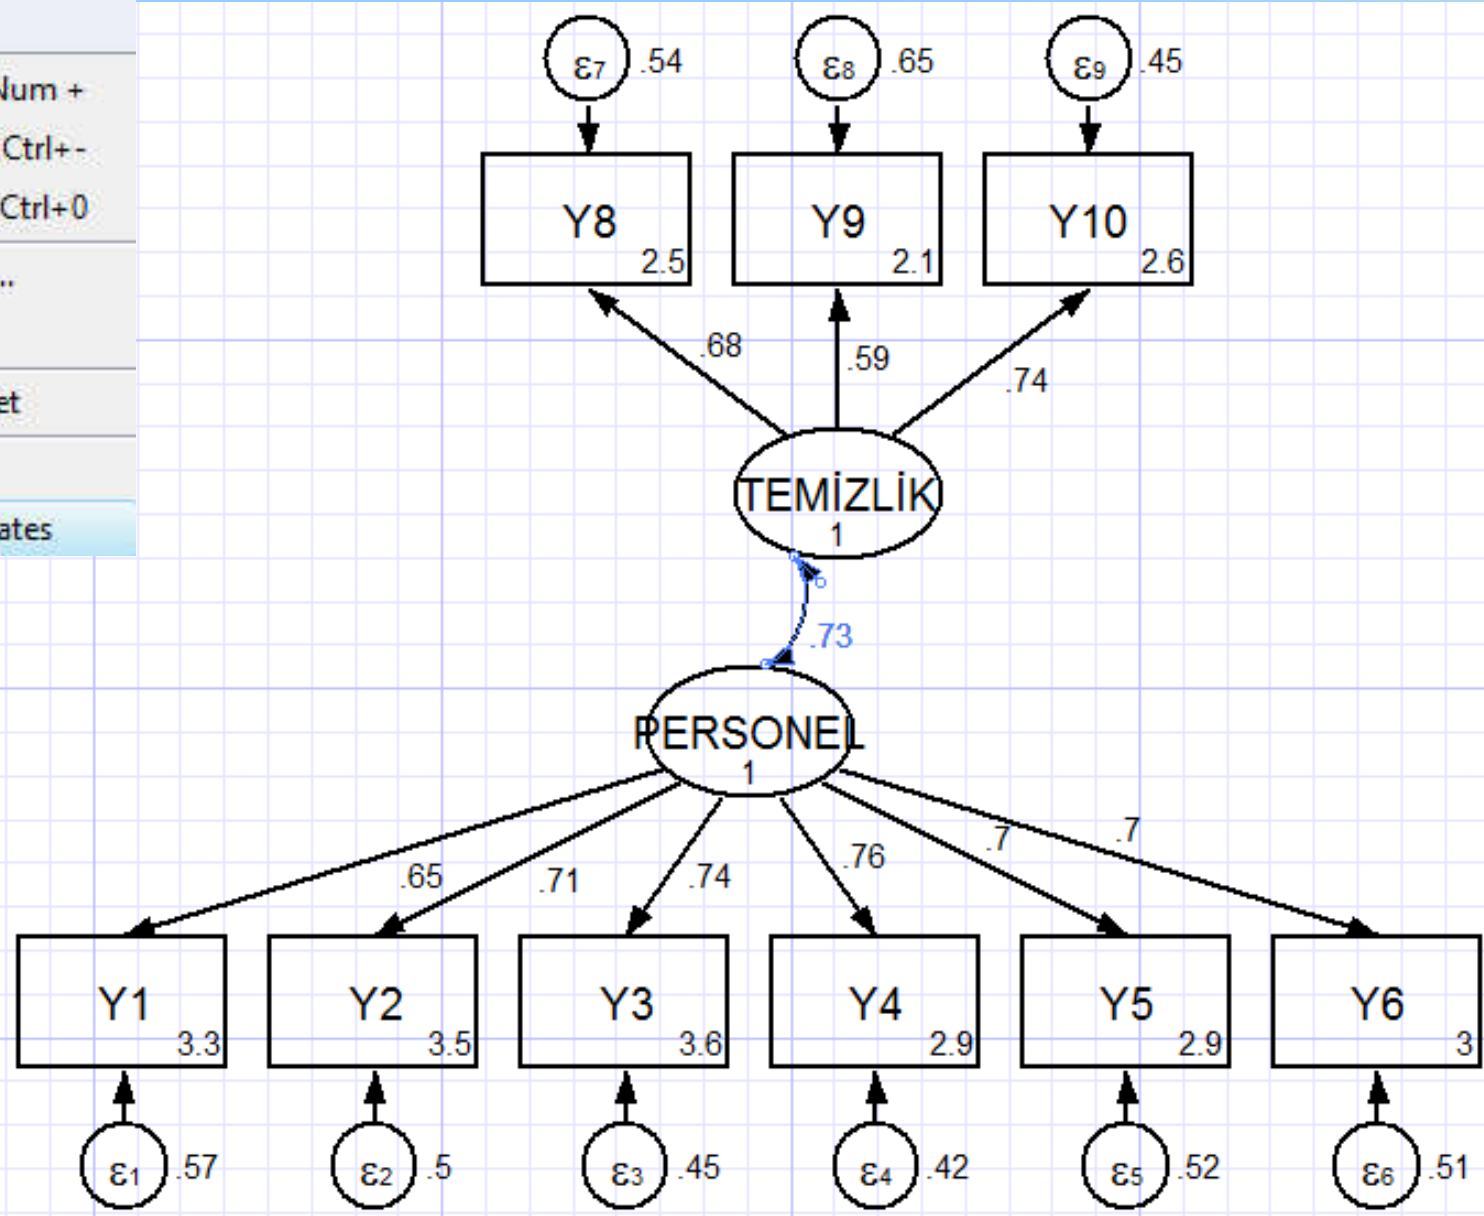 Num +
Ctrl+-
Ctrl+0
..
et
ates
ε7 .54
ε8 .65
ε9 .45
Y8
2.5
Y9
2.1
Y10
2.6
.68
.59
.74
TEMİZLİK
1
.73
PERSONEL
1
.65
.71
.74
.76
.7
.7
Y1
3.3
Y2
3.5
Y3
3.6
Y4
2.9
Y5
2.9
Y6
3
ε1 .57
ε2 .5
ε3 .45
ε4 .42
ε5 .52
ε6 .51